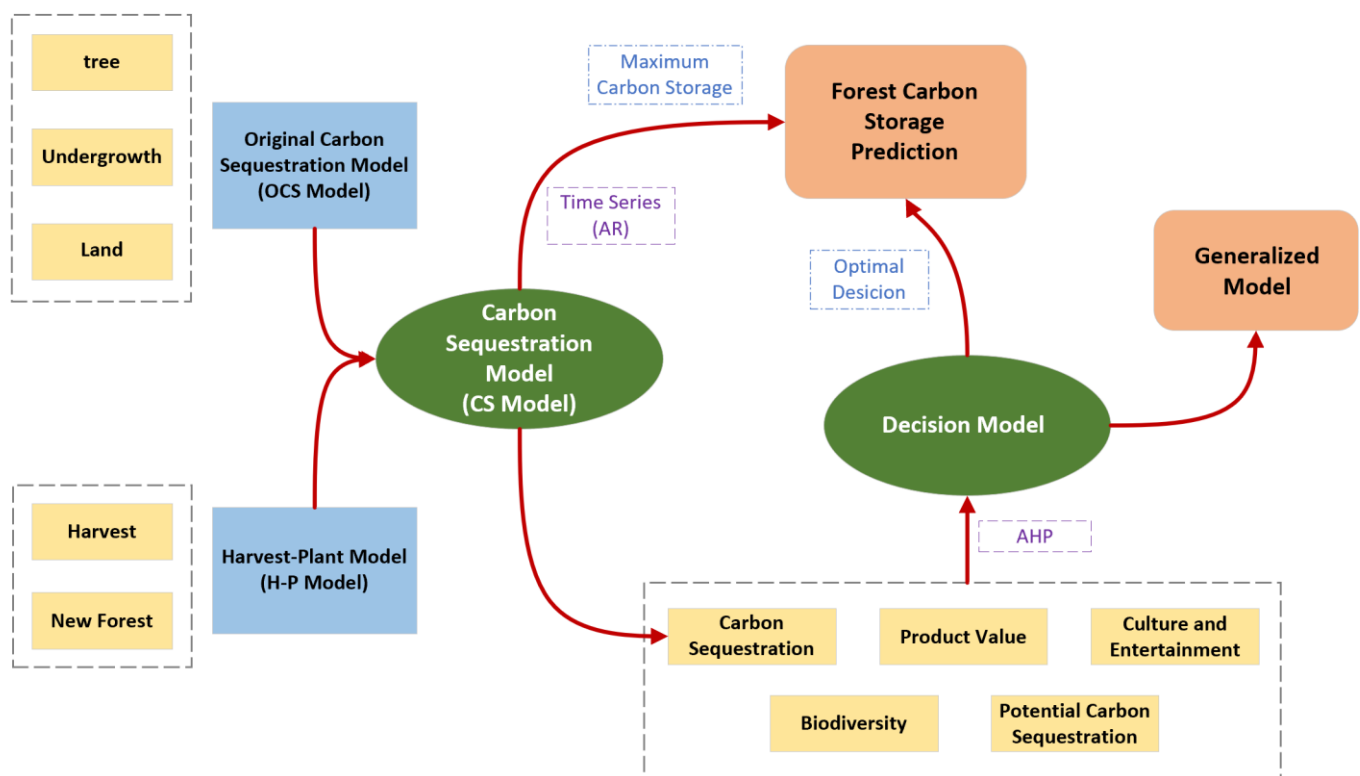 tree
Undergrowth
Land
Original Carbon
Sequestration Model
(OCS Model)
Harvest
New Forest
Harvest-Plant Model
(H-P Model)
Carbon
Sequestration
Model
(CS Model)
Maximum
Carbon Storage
Time Series
(AR)
Forest Carbon
Storage
Prediction
Optimal
Desicion
Generalized
Model
Decision Model
AHP
Carbon
Sequestration
Product Value
Culture and
Entertainment
Biodiversity
Potential Carbon
Sequestration